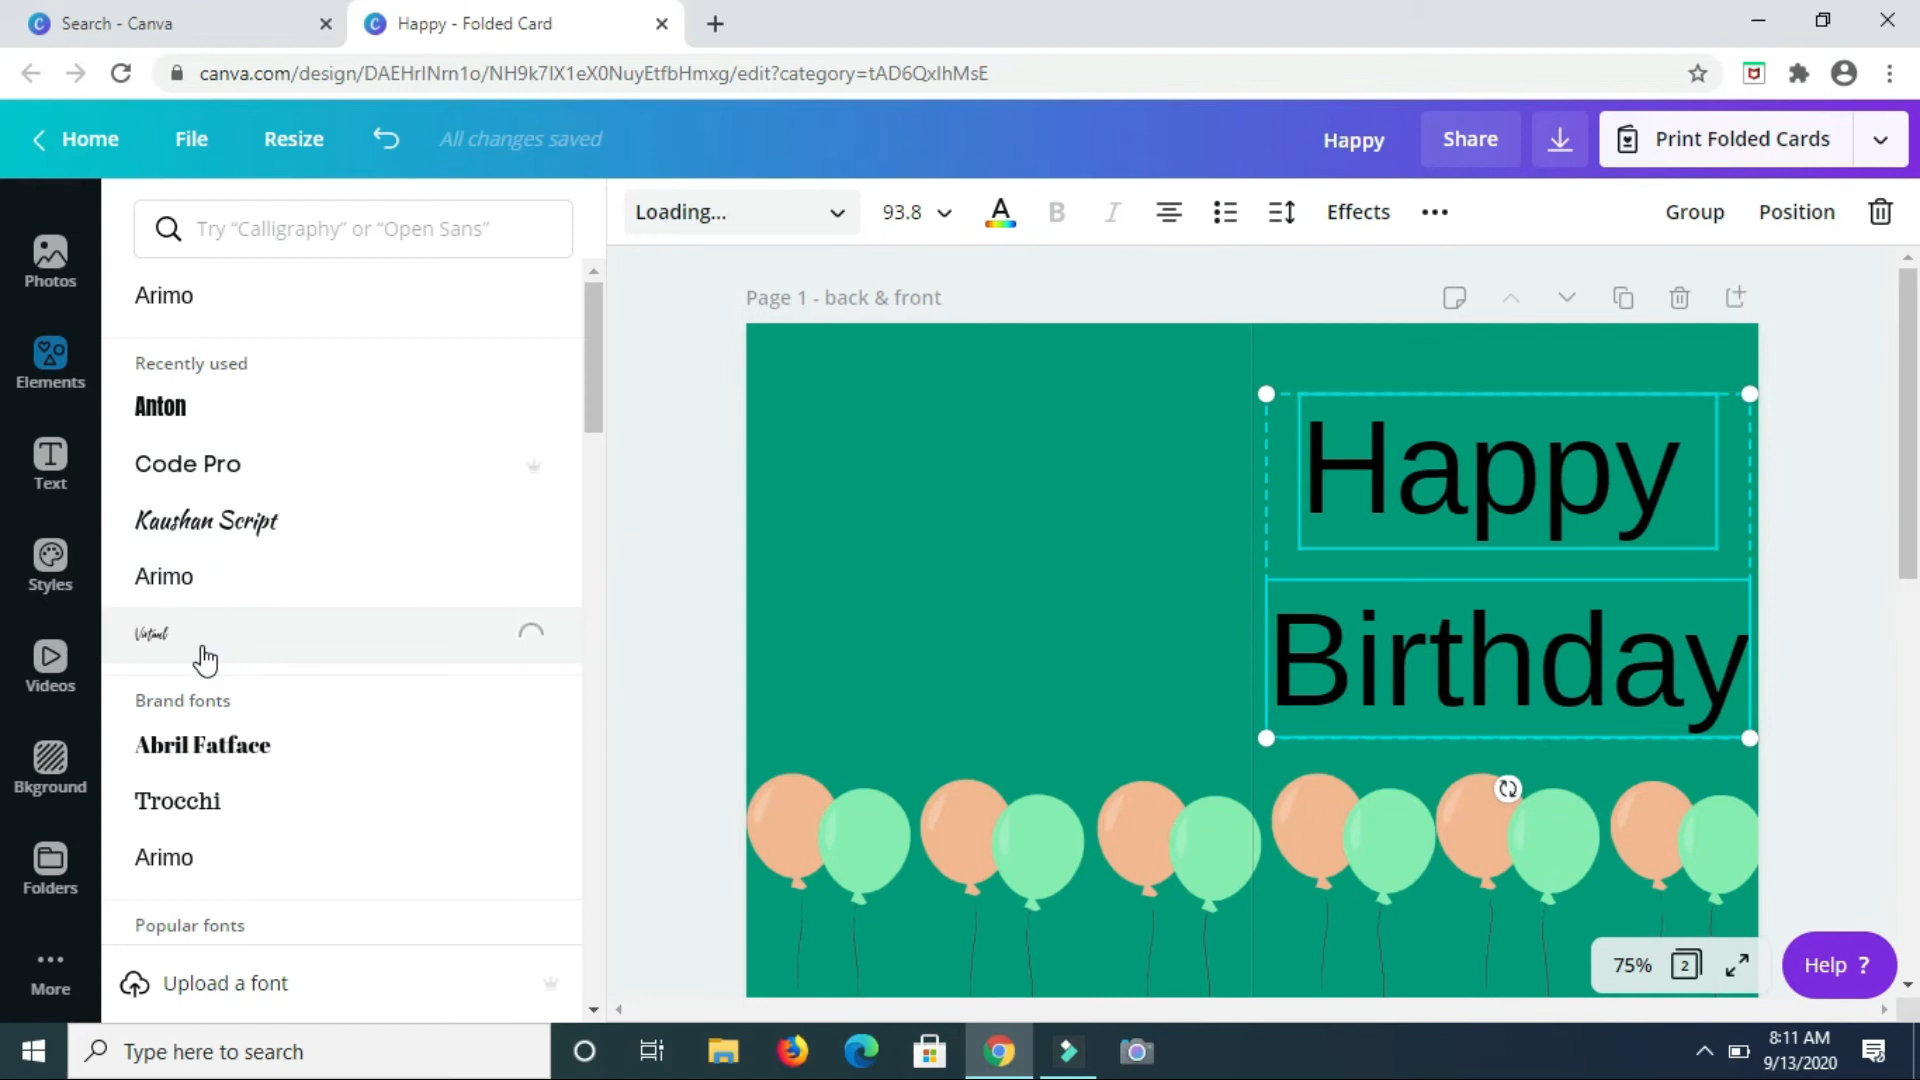 Search - Canva
Happy - Folded Card
canva.com/design/DAEHrINrn1o/NH9k7IX1eX0NuyEtfbHmxg/edit?category=tAD6QxIhMsE
Home
File
Resize
All changes saved
Happy
Share
Print Folded Cards
Photos
Elements
Text
Styles
Videos
Bkground
Folders
More
Try “Calligraphy” or “Open Sans”
Arimo
Recently used
Anton
Code Pro
Kaushan Script
Arimo
Virtual
Brand fonts
Abril Fatface
Trocchi
Arimo
Popular fonts
Upload a font
Loading...
93.8
A
B
I
Effects
Group
Position
Page 1 - back & front
Happy
Birthday
75%
2
Help ?
Type here to search
8:11 AM
9/13/2020